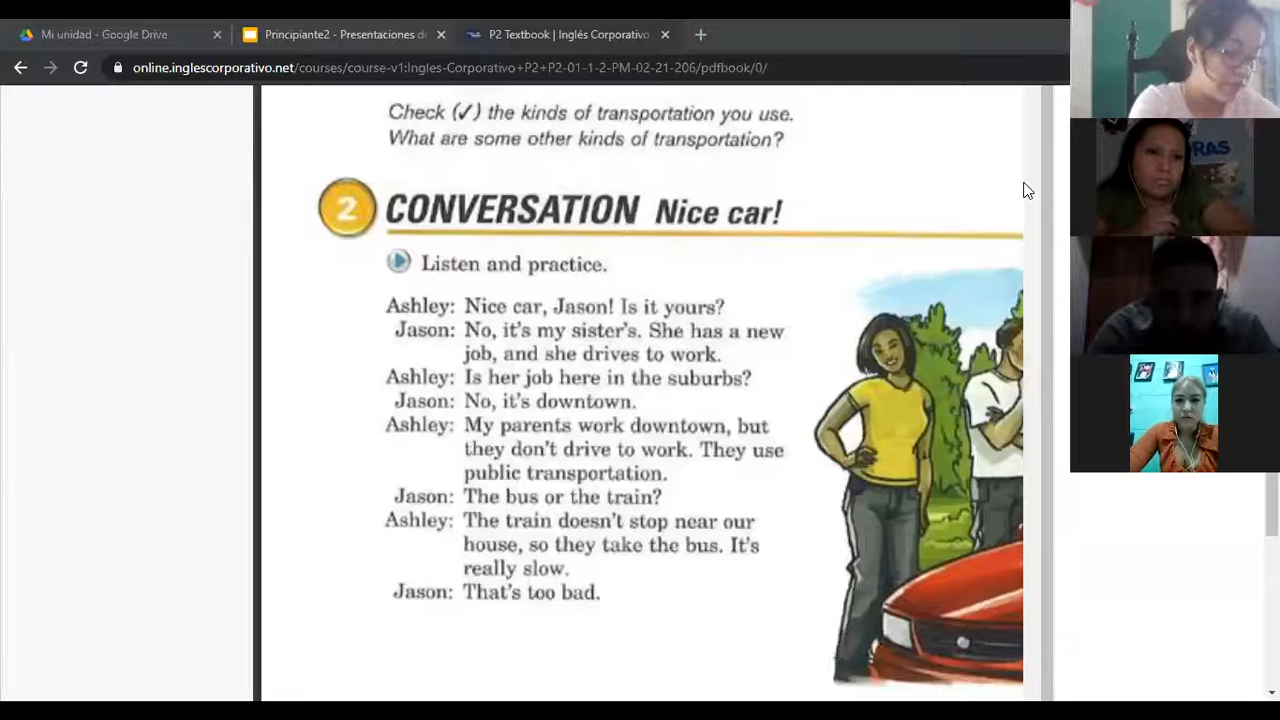 Mi unidad - Google Drive
Principiante2 - Presentaciones de
P2 Textbook | Inglés Corporativo
online.inglescorporativo.net/courses/course-v1:Ingles-Corporativo+P2+P2-01-1-2-PM-02-21-206/pdfbook/0/
Check (✓) the kinds of transportation you use.
What are some other kinds of transportation?
2 CONVERSATION Nice car!
Listen and practice.
Ashley: Nice car, Jason! Is it yours?
Jason: No, it's my sister's. She has a new
job, and she drives to work.
Ashley: Is her job here in the suburbs?
Jason: No, it's downtown.
Ashley: My parents work downtown, but
they don't drive to work. They use
public transportation.
Jason: The bus or the train?
Ashley: The train doesn't stop near our
house, so they take the bus. It's
really slow.
Jason: That's too bad.